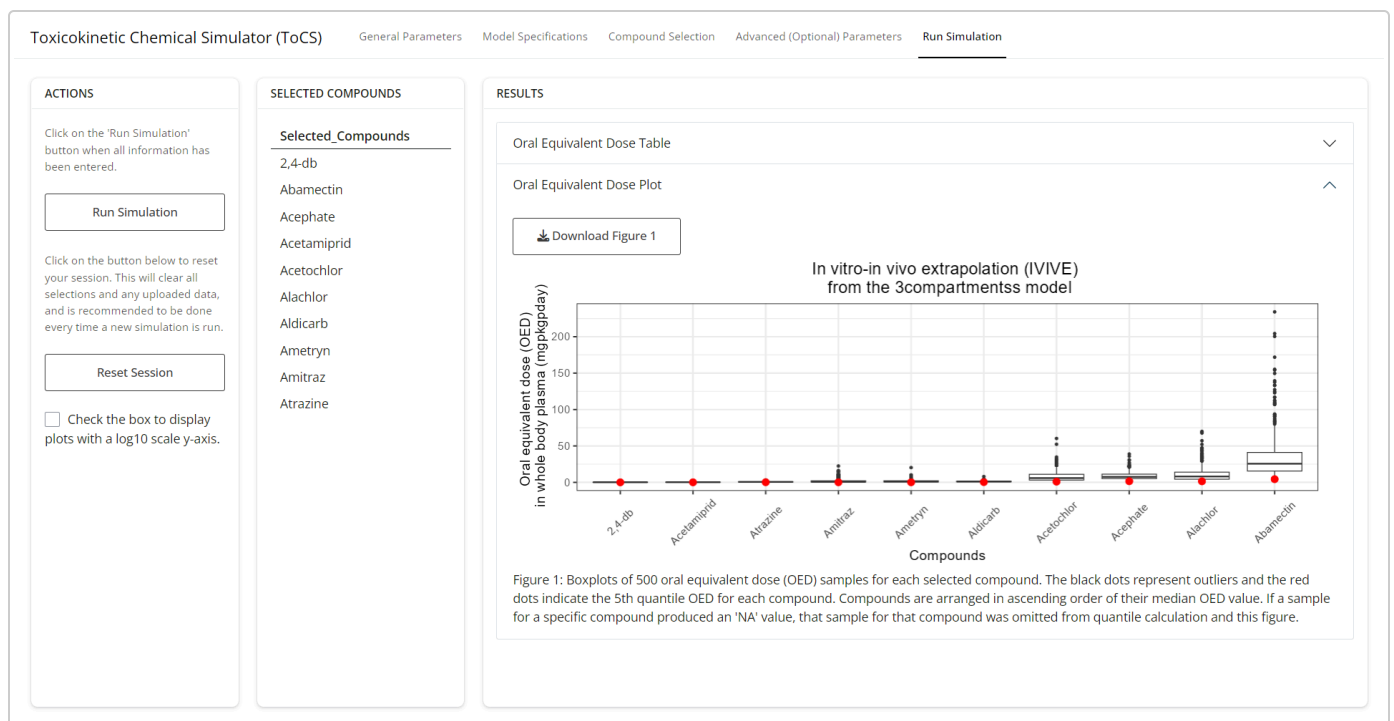 Toxicokinetic Chemical Simulator (ToCS)
General Parameters
Model Specifications
Compound Selection
Advanced (Optional) Parameters
Run Simulation
ACTIONS
Click on the 'Run Simulation'
button when all information has
been entered.
Run Simulation
Click on the button below to reset
your session. This will clear all
selections and any uploaded data,
and is recommended to be done
every time a new simulation is run.
Reset Session
Check the box to display
plots with a log10 scale y-axis.
SELECTED COMPOUNDS
Selected_Compounds
2,4-db
Abamectin
Acephate
Acetamiprid
Acetochlor
Alachlor
Aldicarb
Ametryn
Amitraz
Atrazine
RESULTS
Oral Equivalent Dose Table
Oral Equivalent Dose Plot
Download Figure 1
In vitro-in vivo extrapolation (IVIVE)
from the 3compartmentss model
Oral equivalent dose (OED)
in whole body plasma (mgpkgpday)
200
150
100
50
0
2,4-db
Acetamiprid
Atrazine
Amitraz
Ametryn
Aldicarb
Acetochlor
Acephate
Alachlor
Abamectin
Compounds
Figure 1: Boxplots of 500 oral equivalent dose (OED) samples for each selected compound. The black dots represent outliers and the red
dots indicate the 5th quantile OED for each compound. Compounds are arranged in ascending order of their median OED value. If a sample
for a specific compound produced an 'NA' value, that sample for that compound was omitted from quantile calculation and this figure.